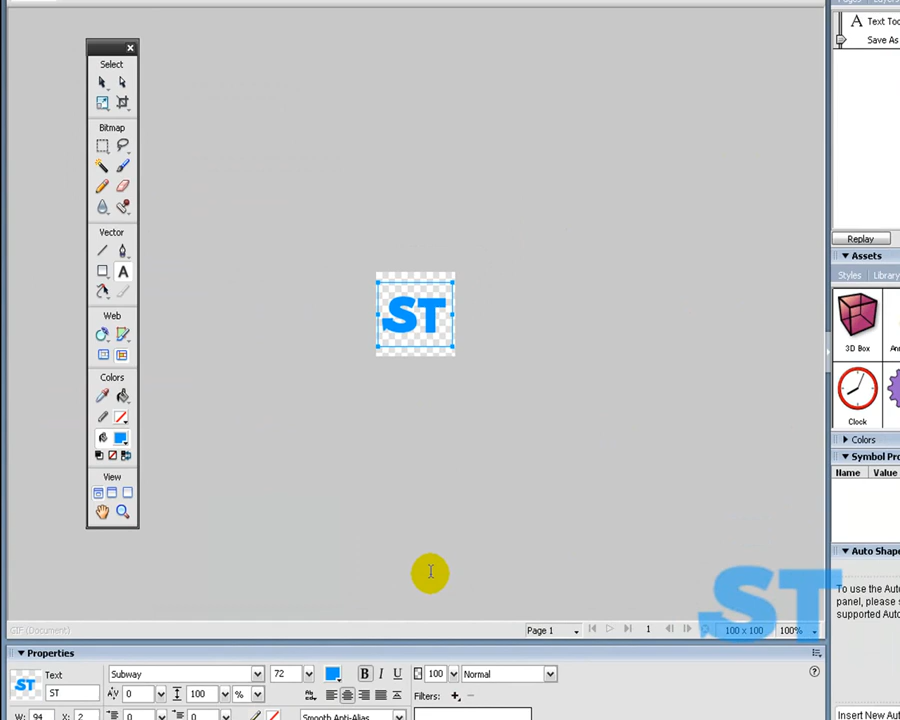 Select
Bitmap
Vector
A
Web
Colors
View
ST
A Text Too
Save As
Replay
Assets
Styles Library
3D Box
Clock
Colors
Symbol Pro
Name Value
Auto Shape
To use the Auto
panel, please s
supported Auto
ST
GIF (Document)
Page 1
1
100 x 100
100%
Properties
Text
Subway
72
B I U
100
Normal
ST
ST
0
100
%
Filters:
W: 94 X: 2
0
0
Smooth Anti-Alias
Insert New Aut